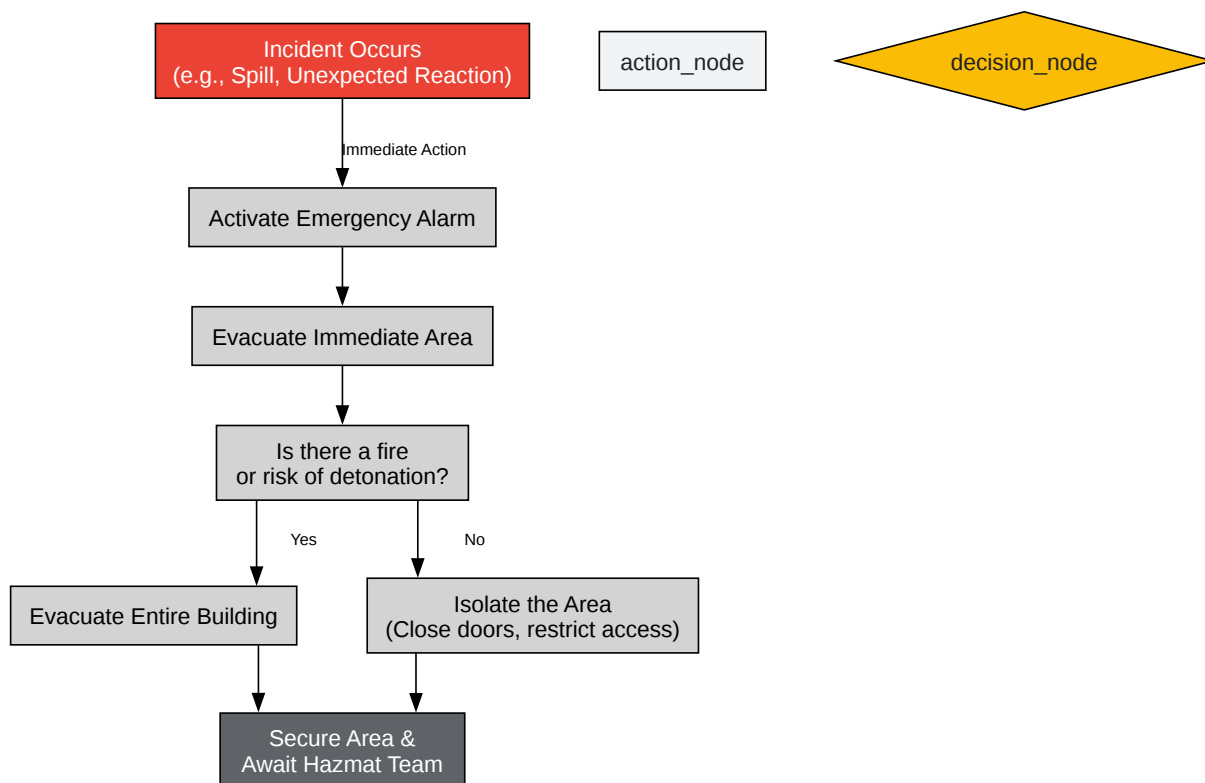 Incident Occurs
(e.g., Spill, Unexpected Reaction)
action_node
decision_node
Immediate Action
Activate Emergency Alarm
Evacuate Immediate Area
Is there a fire
or risk of detonation?
Yes
No
Evacuate Entire Building
Isolate the Area
(Close doors, restrict access)
Secure Area &
Await Hazmat Team